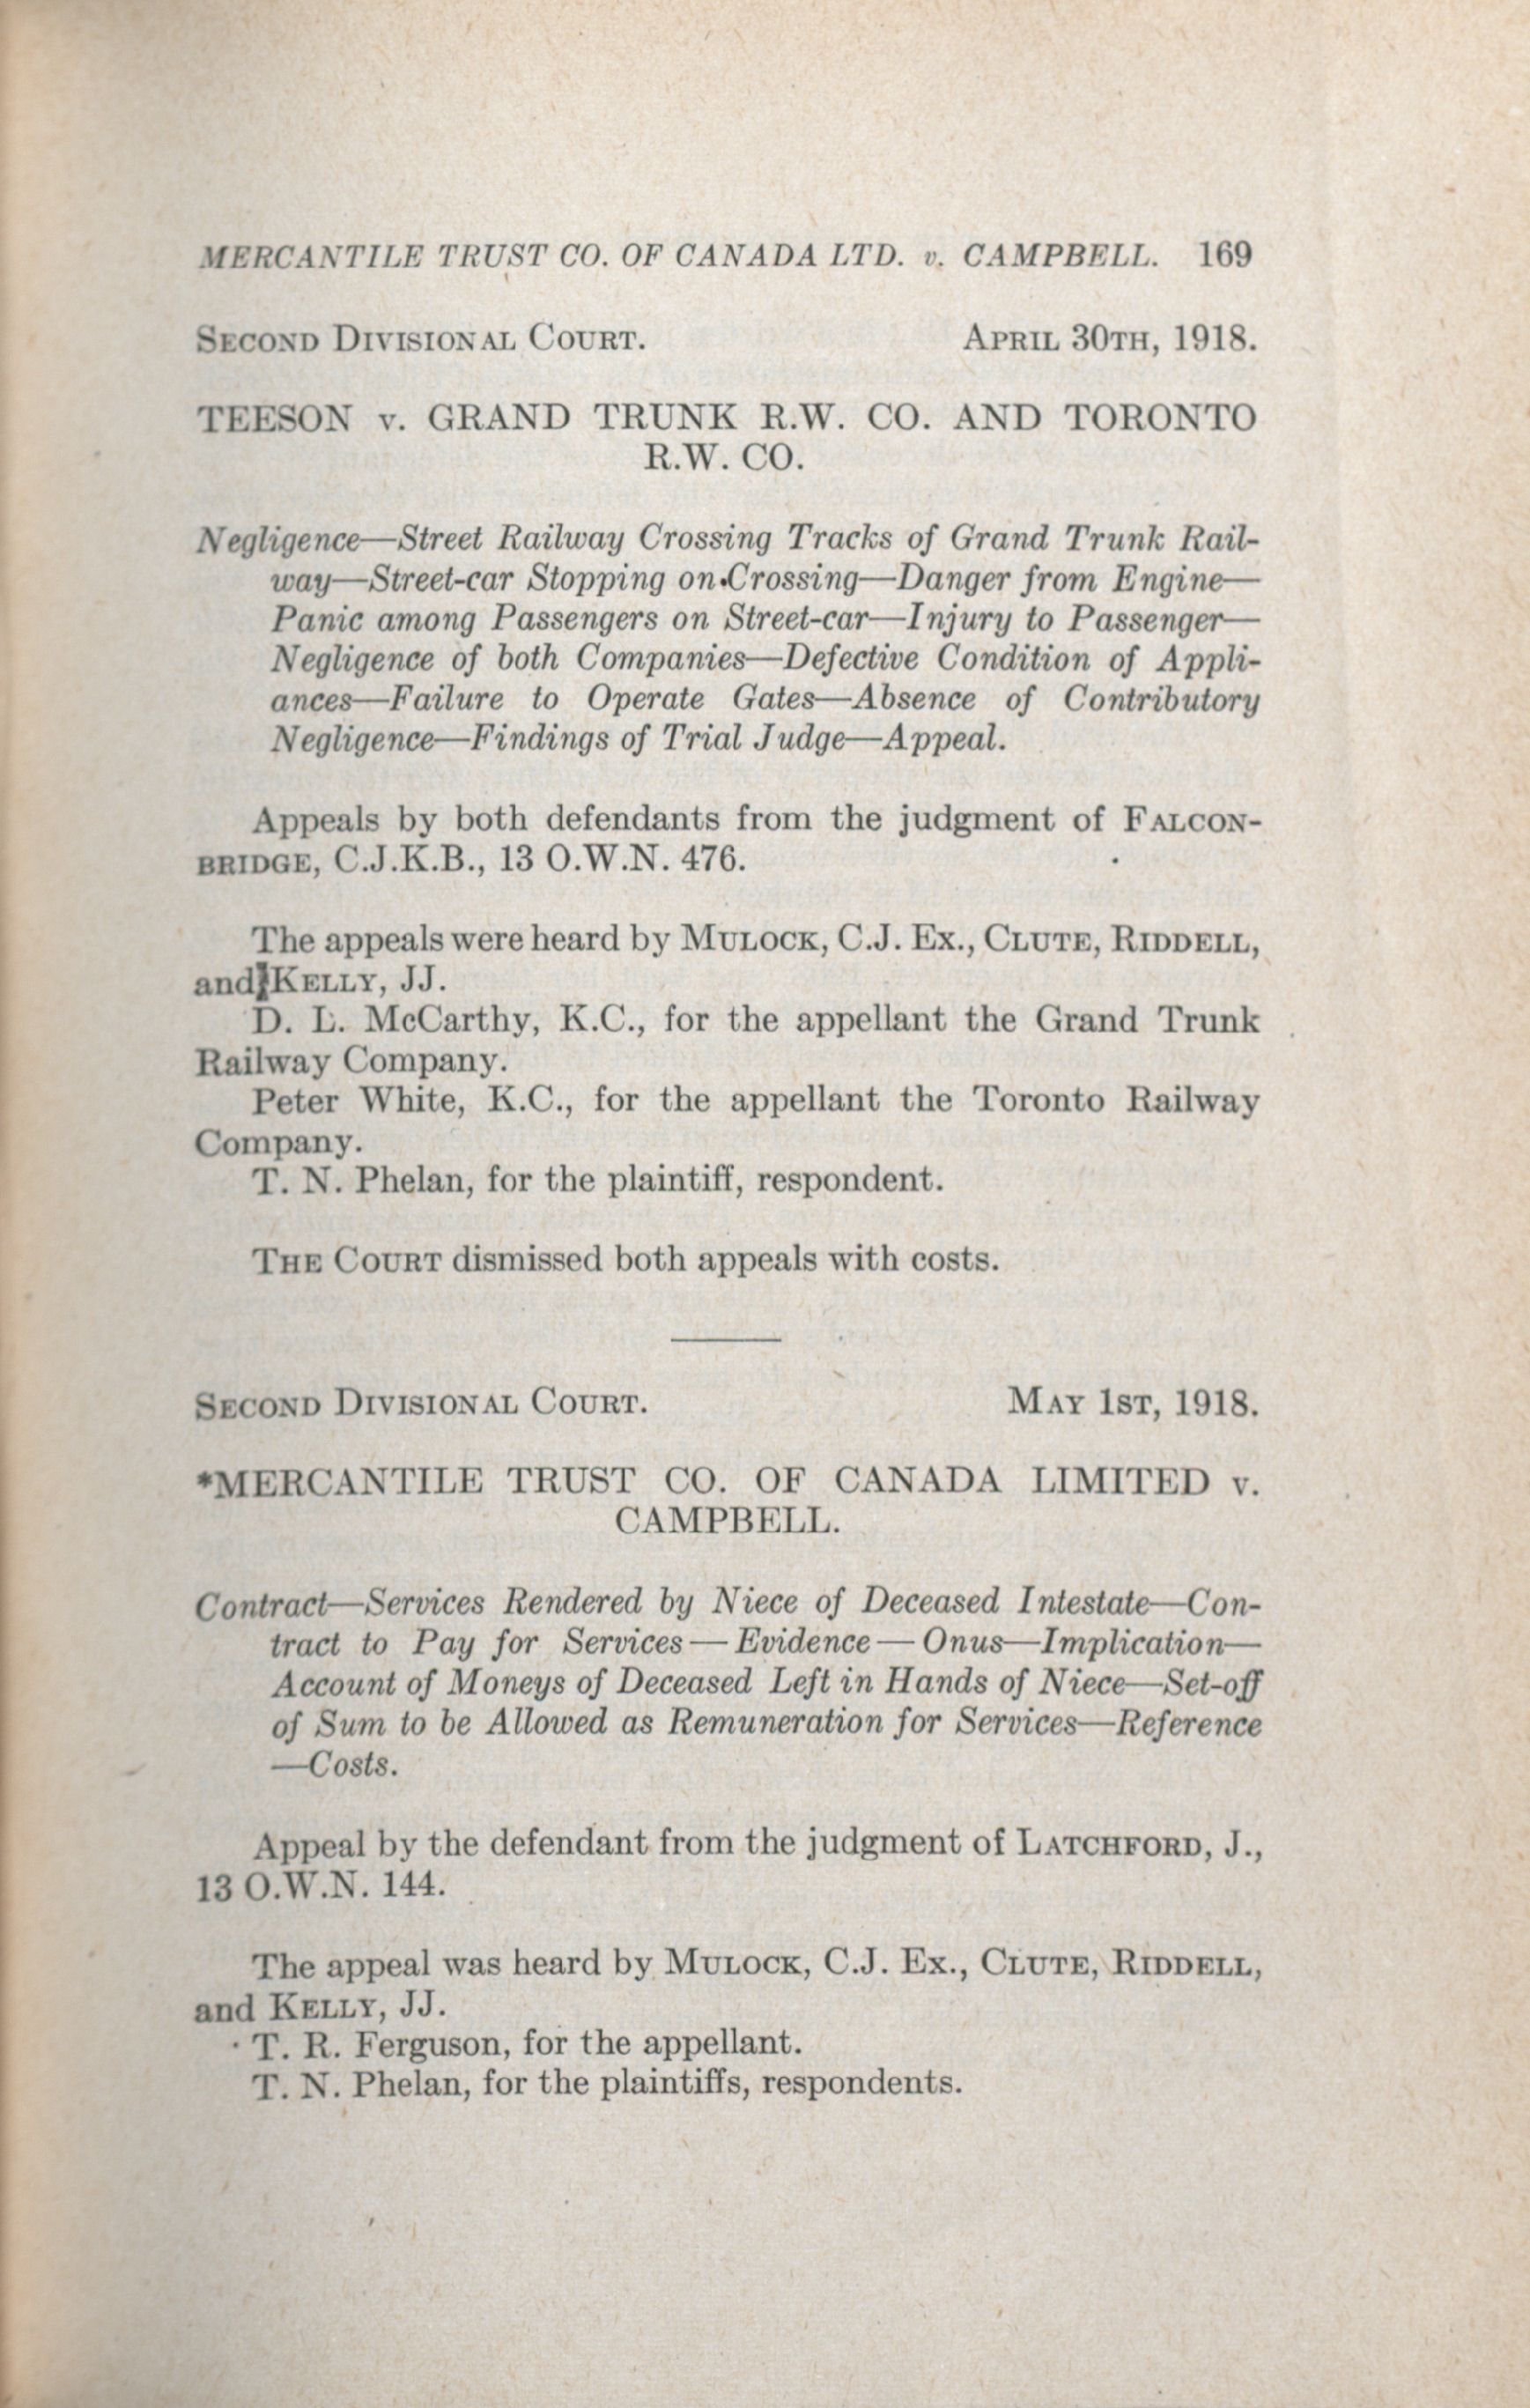 MERCANTILE TRUST CO. OF CANADA LTD. v. CAMPBELL. 169
SECOND DIVISIONAL COURT. APRIL 30TH, 1918.
TEESON v. GRAND TRUNK R.W. CO. AND TORONTO
R.W. CO.
Negligence—Street Railway Crossing Tracks of Grand Trunk Rail-
way—Street-car Stopping on Crossing—Danger from Engine—
Panic among Passengers on Street-car—Injury to Passenger—
Negligence of both Companies—Defective Condition of Appli-
ances—Failure to Operate Gates—Absence of Contributory
Negligence—Findings of Trial Judge—Appeal.
Appeals by both defendants from the judgment of FALCON-
BRIDGE, C.J.K.B., 13 O.W.N. 476.
The appeals were heard by MULOCK, C.J. Ex., CLUTE, RIDDELL,
and KELLY, JJ.
D. L. McCarthy, K.C., for the appellant the Grand Trunk
Railway Company.
Peter White, K.C., for the appellant the Toronto Railway
Company.
T. N. Phelan, for the plaintiff, respondent.
THE COURT dismissed both appeals with costs.
SECOND DIVISIONAL COURT. MAY 1ST, 1918.
*MERCANTILE TRUST CO. OF CANADA LIMITED v.
CAMPBELL.
Contract—Services Rendered by Niece of Deceased Intestate—Con-
tract to Pay for Services—Evidence—Onus—Implication—
Account of Moneys of Deceased Left in Hands of Niece—Set-off
of Sum to be Allowed as Remuneration for Services—Reference
—Costs.
Appeal by the defendant from the judgment of LATCHFORD, J.,
13 O.W.N. 144.
The appeal was heard by MULOCK, C.J. Ex., CLUTE, RIDDELL,
and KELLY, JJ.
T. R. Ferguson, for the appellant.
T. N. Phelan, for the plaintiffs, respondents.